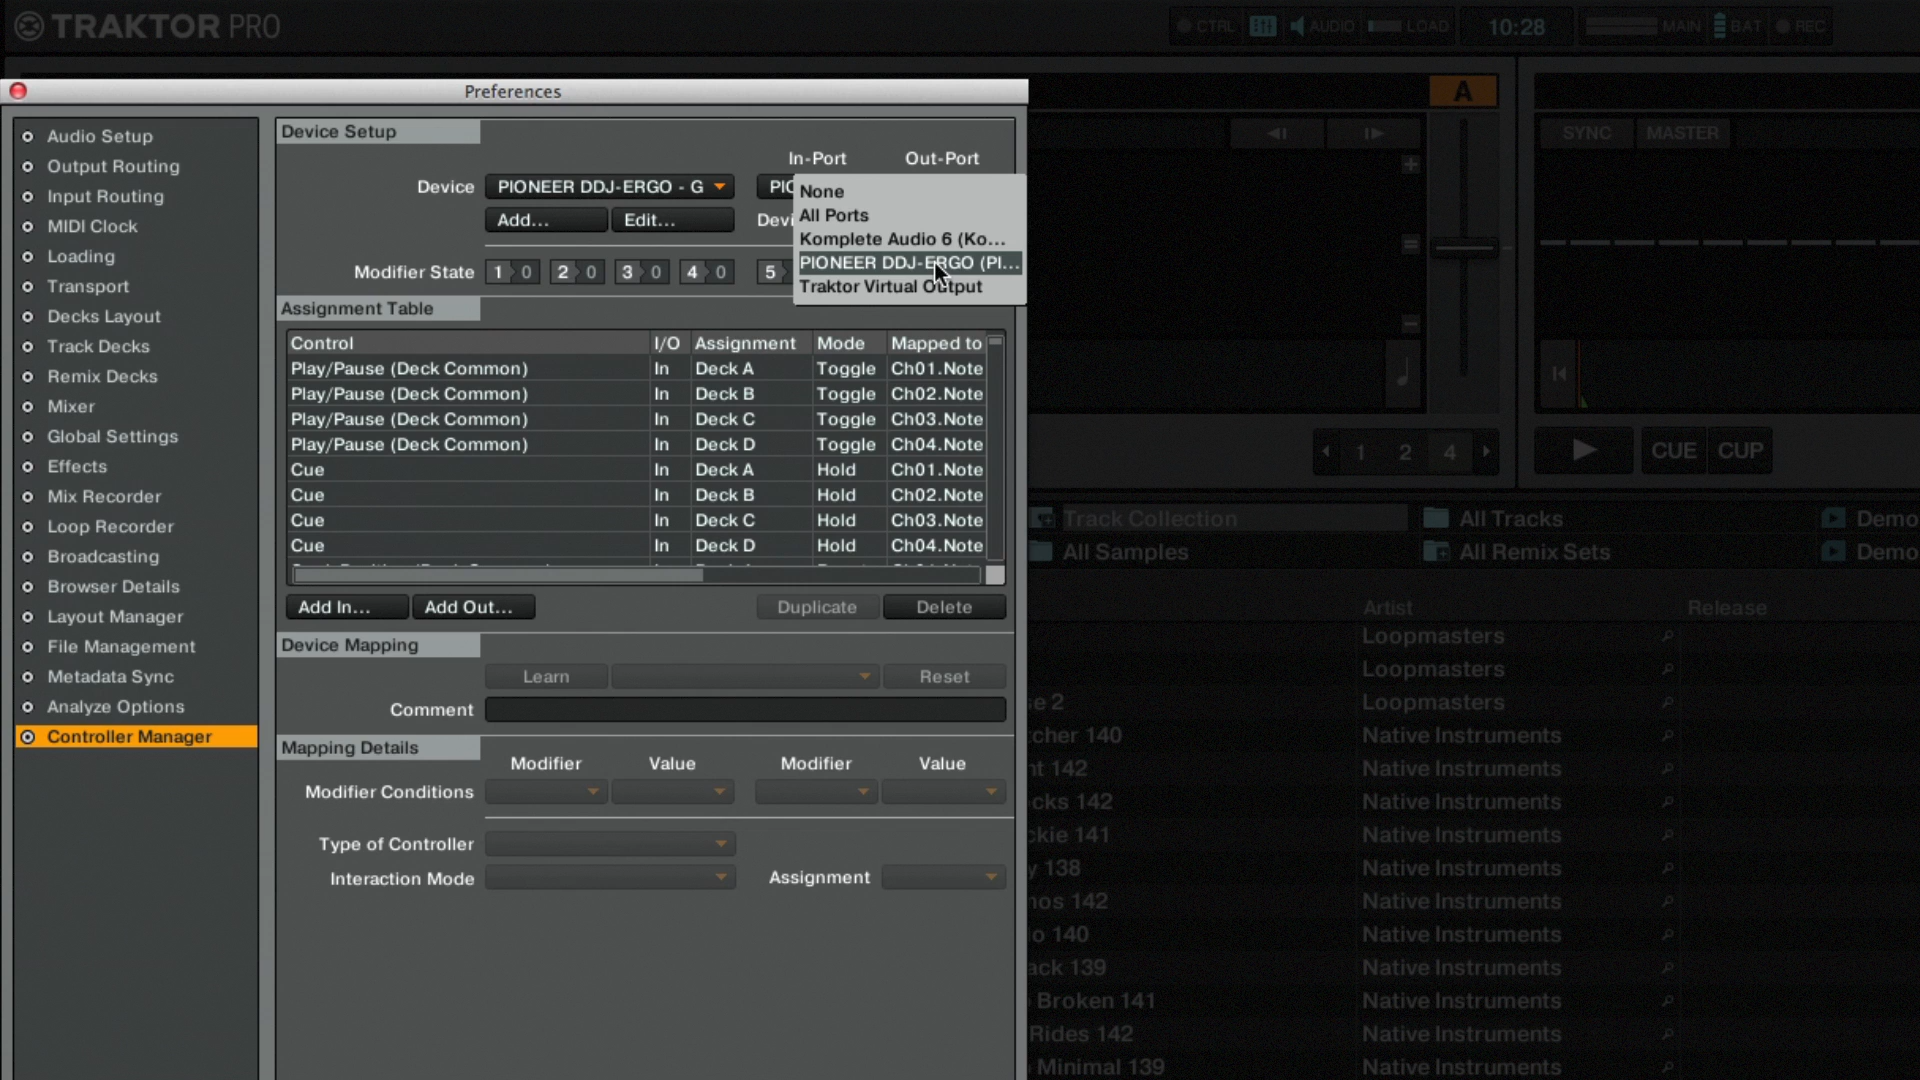 TRAKTOR PRO
CTRL AUDIO LOAD 10:28 MAIN BAT REC
Preferences
Audio Setup
Output Routing
Input Routing
MIDI Clock
Loading
Transport
Decks Layout
Track Decks
Remix Decks
Mixer
Global Settings
Effects
Mix Recorder
Loop Recorder
Broadcasting
Browser Details
Layout Manager
File Management
Metadata Sync
Analyze Options
Controller Manager
Device Setup
In-Port Out-Port
Device PIONEER DDJ-ERGO - G
Add... Edit...
None
All Ports
Komplete Audio 6 (Ko...
PIONEER DDJ-ERGO (PI...
Traktor Virtual Output
Modifier State 1 0 2 0 3 0 4 0 5
Assignment Table
Control I/O Assignment Mode Mapped to
Play/Pause (Deck Common) In Deck A Toggle Ch01.Note
Play/Pause (Deck Common) In Deck B Toggle Ch02.Note
Play/Pause (Deck Common) In Deck C Toggle Ch03.Note
Play/Pause (Deck Common) In Deck D Toggle Ch04.Note
Cue In Deck A Hold Ch01.Note
Cue In Deck B Hold Ch02.Note
Cue In Deck C Hold Ch03.Note
Cue In Deck D Hold Ch04.Note
Add In... Add Out... Duplicate Delete
Device Mapping
Learn Reset
Comment
Mapping Details
Modifier Value Modifier Value
Modifier Conditions
Type of Controller
Interaction Mode Assignment
A
SYNC MASTER
1 2 4
CUE CUP
Track Collection All Tracks Demo
All Samples All Remix Sets Demo
Artist Release
Loopmasters
Loopmasters
se 2 Loopmasters
tcher 140 Native Instruments
nt 142 Native Instruments
cks 142 Native Instruments
ckie 141 Native Instruments
y 138 Native Instruments
nos 142 Native Instruments
o 140 Native Instruments
ack 139 Native Instruments
Broken 141 Native Instruments
Rides 142 Native Instruments
Minimal 139 Native Instruments